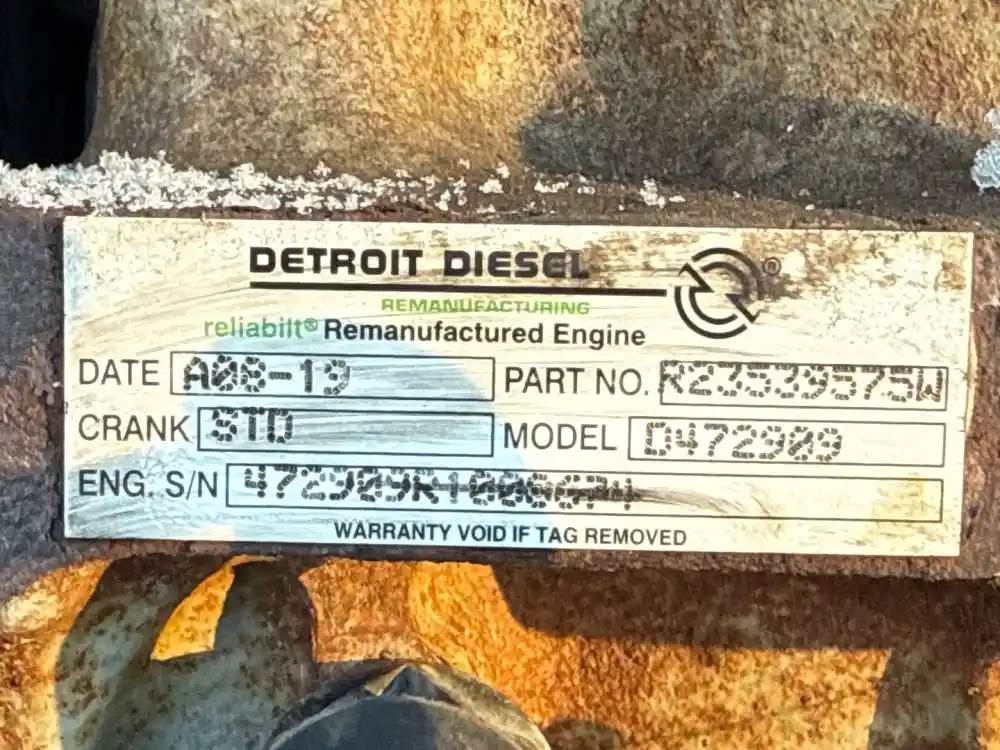 DETROIT DIESEL ®
REMANUFACTURING
reliabilt® Remanufactured Engine
DATE A08-19 PART NO. R23539575W
CRANK STD MODEL D472909
ENG. S/N
WARRANTY VOID IF TAG REMOVED